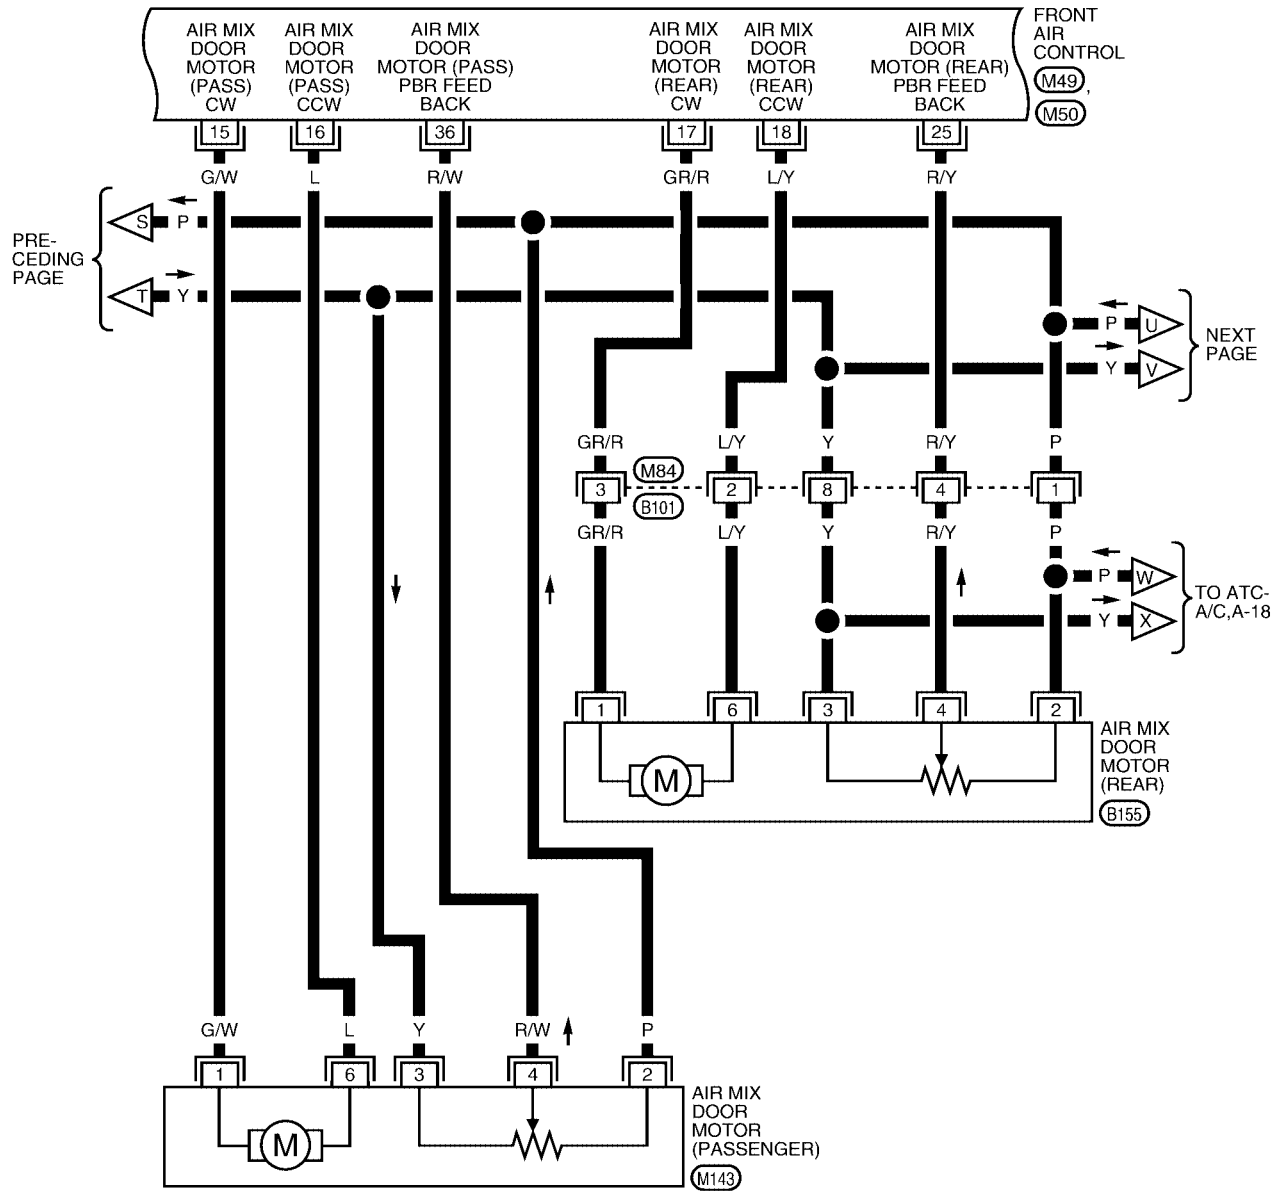 AIR MIX
DOOR
MOTOR
(PASS)
CW
AIR MIX
DOOR
MOTOR
(PASS)
CCW
AIR MIX
DOOR
MOTOR (PASS)
PBR FEED
BACK
AIR MIX
DOOR
MOTOR
(REAR)
CW
AIR MIX
DOOR
MOTOR
(REAR)
CCW
AIR MIX
DOOR
MOTOR (REAR)
PBR FEED
BACK
FRONT
AIR
CONTROL
M49,
M50
15 16 36 17 18 25
G/W L R/W GR/R L/Y R/Y
S P
PRE-
CEDING
PAGE
T Y
P U
Y V
NEXT
PAGE
GR/R L/Y Y R/Y P
M84
3 2 8 4 1
B101
GR/R L/Y Y R/Y P
P W
Y X
TO ATC-
A/C,A-18
1 6 3 4 2
M
AIR MIX
DOOR
MOTOR
(REAR)
B155
G/W L Y R/W P
1 6 3 4 2
M
AIR MIX
DOOR
MOTOR
(PASSENGER)
M143